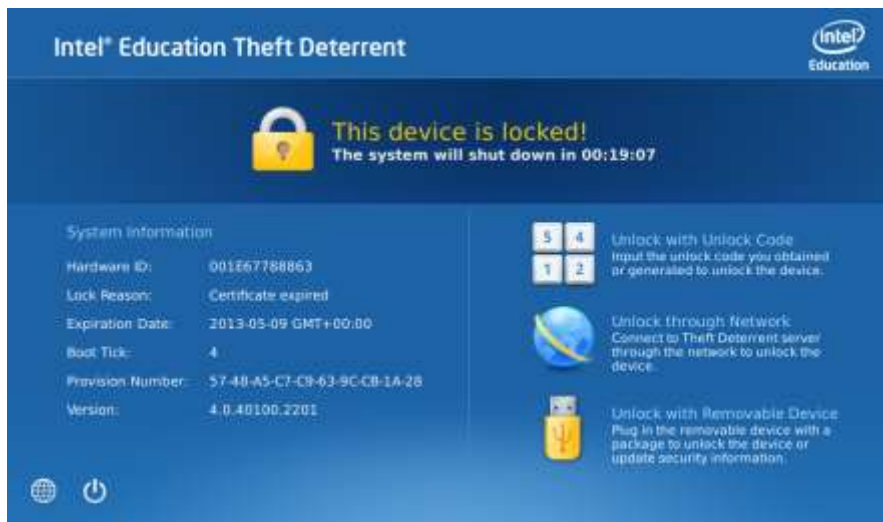 Intel® Education Theft Deterrent
intel
Education
This device is locked!
The system will shut down in 00:19:07
System Information
Hardware ID: 001E67788863
Lock Reason: Certificate expired
Expiration Date: 2013-05-09 GMT+00:00
Boot Tick: 4
Provision Number: 57-48-A5-C7-C9-63-9C-CB-1A-28
Version: 4.0.40100.2201
5 4
1 2
Unlock with Unlock Code
Input the unlock code you obtained
or generated to unlock the device.
Unlock through Network
Connect to Theft Deterrent server
through the network to unlock the
device.
Unlock with Removable Device
Plug in the removable device with a
package to unlock the device or
update security information.